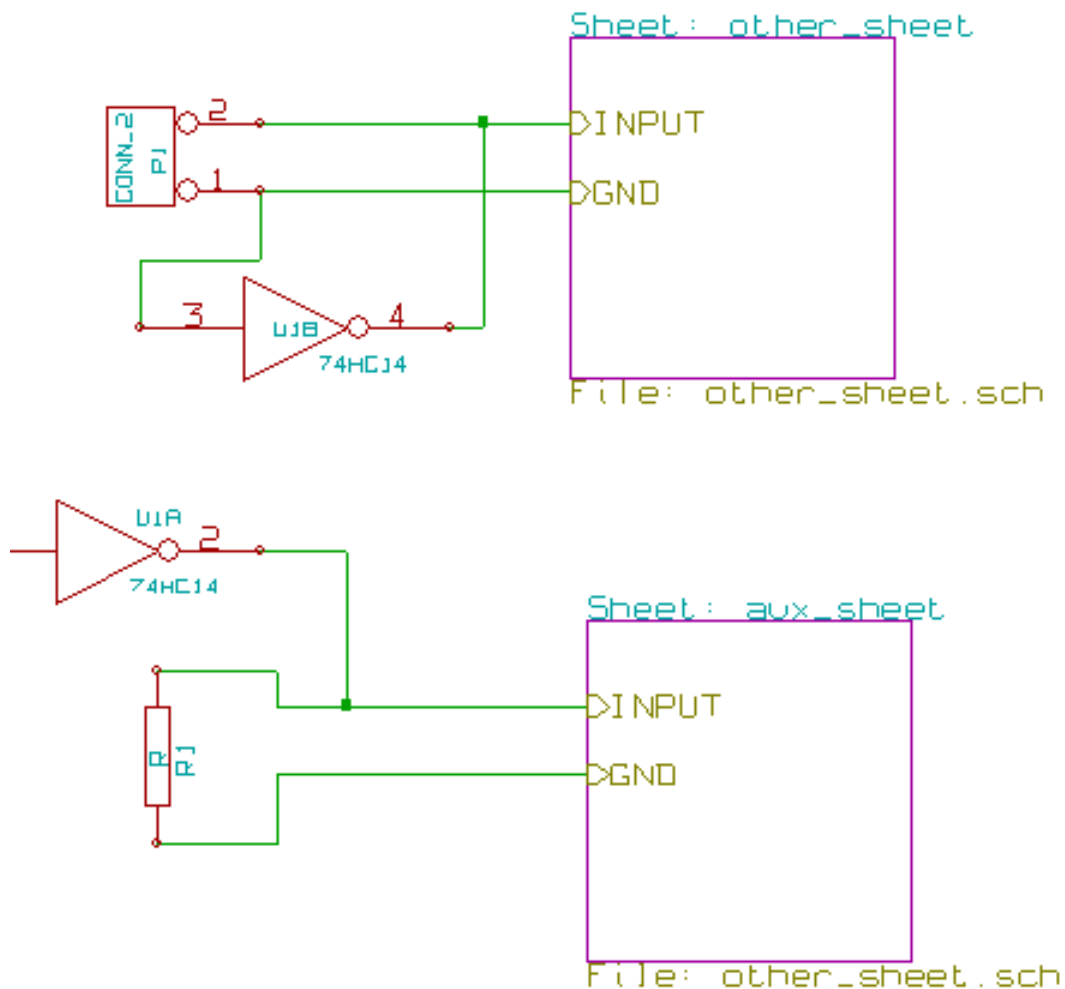 Sheet: other_sheet
CONN_2
P1
2
1
INPUT
GND
3
U1B
4
74HC14
File: other_sheet.sch
U1A
2
74HC14
Sheet: aux_sheet
INPUT
GND
R
R1
File: other_sheet.sch